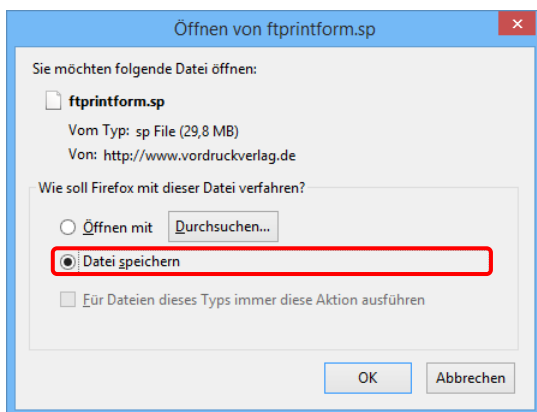 Öffnen von ftprintform.sp
Sie möchten folgende Datei öffnen:
ftprintform.sp
Vom Typ: sp File (29,8 MB)
Von: http://www.vordruckverlag.de
Wie soll Firefox mit dieser Datei verfahren?
Öffnen mit Durchsuchen...
Datei speichern
Für Dateien dieses Typs immer diese Aktion ausführen
OK Abbrechen